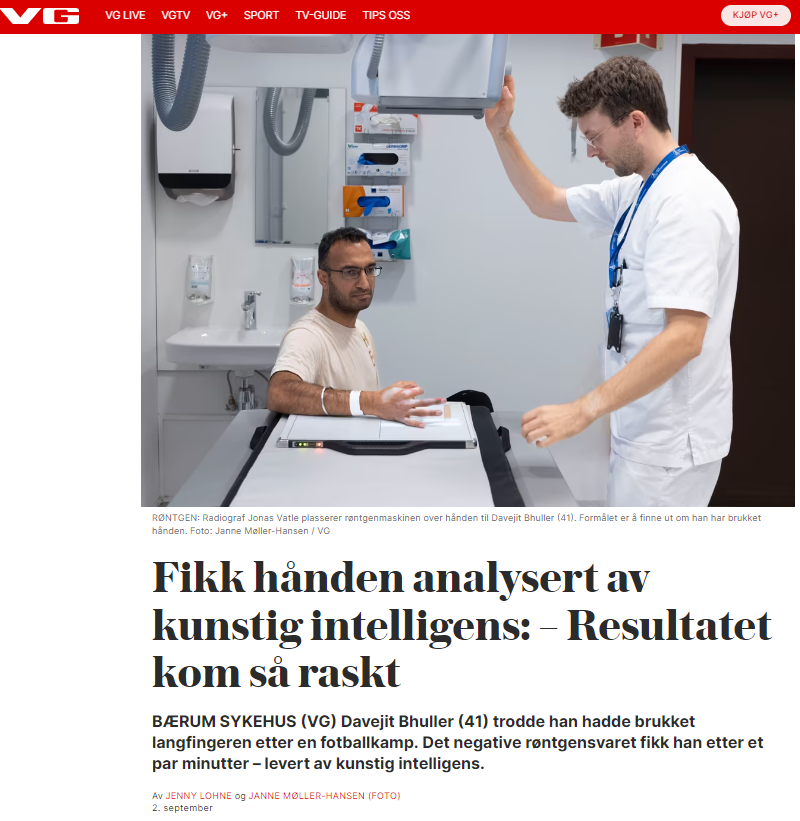 VG VG LIVE VGTV VG+ SPORT TV-GUIDE TIPS OSS KJØP VG+
RØNTGEN: Radiograf Jonas Vatle plasserer røntgenmaskinen over hånden til Davejit Bhuller (41). Formålet er å finne ut om han har brukket
hånden. Foto: Janne Møller-Hansen / VG
Fikk hånden analysert av
kunstig intelligens: – Resultatet
kom så raskt
BÆRUM SYKEHUS (VG) Davejit Bhuller (41) trodde han hadde brukket
langfingeren etter en fotballkamp. Det negative røntgensvaret fikk han etter et
par minutter – levert av kunstig intelligens.
Av JENNY LOHNE og JANNE MØLLER-HANSEN (FOTO)
2. september